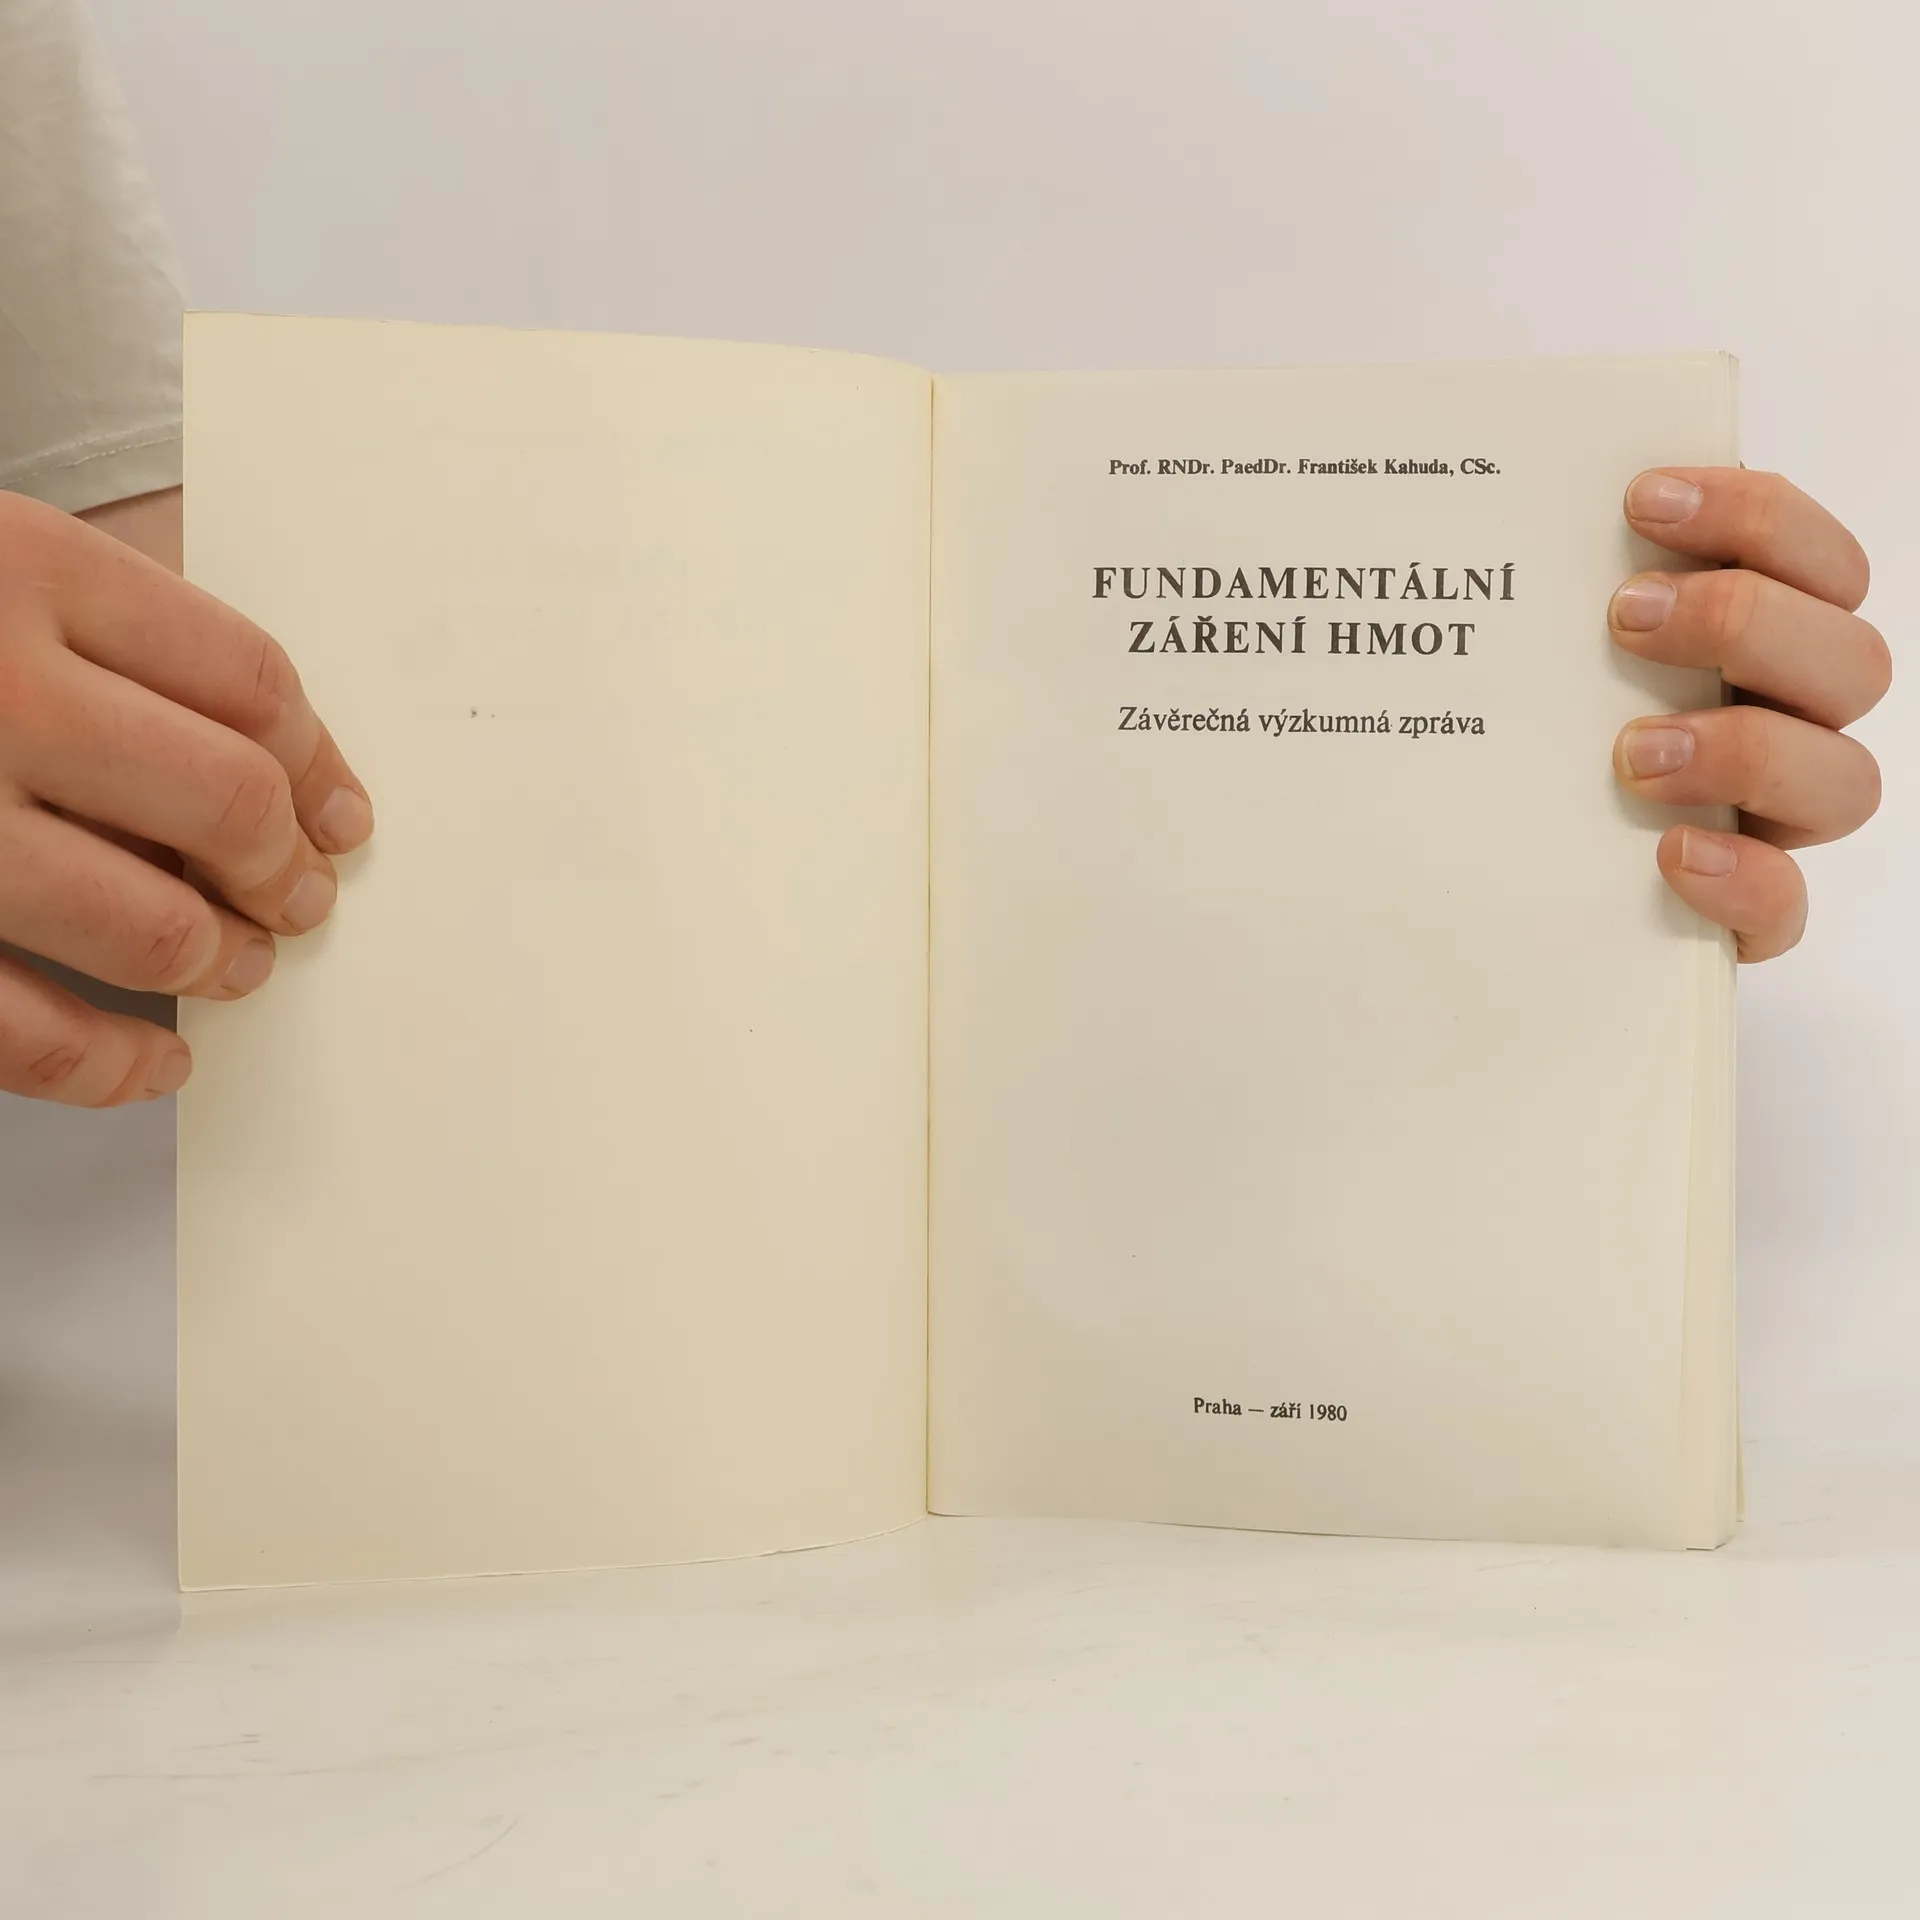 Prof. RNDr. PaedDr. František Kahuda, CSc.
FUNDAMENTÁLNÍ
ZÁŘENÍ HMOT
Závěrečná výzkumná zpráva
Praha — září 1980